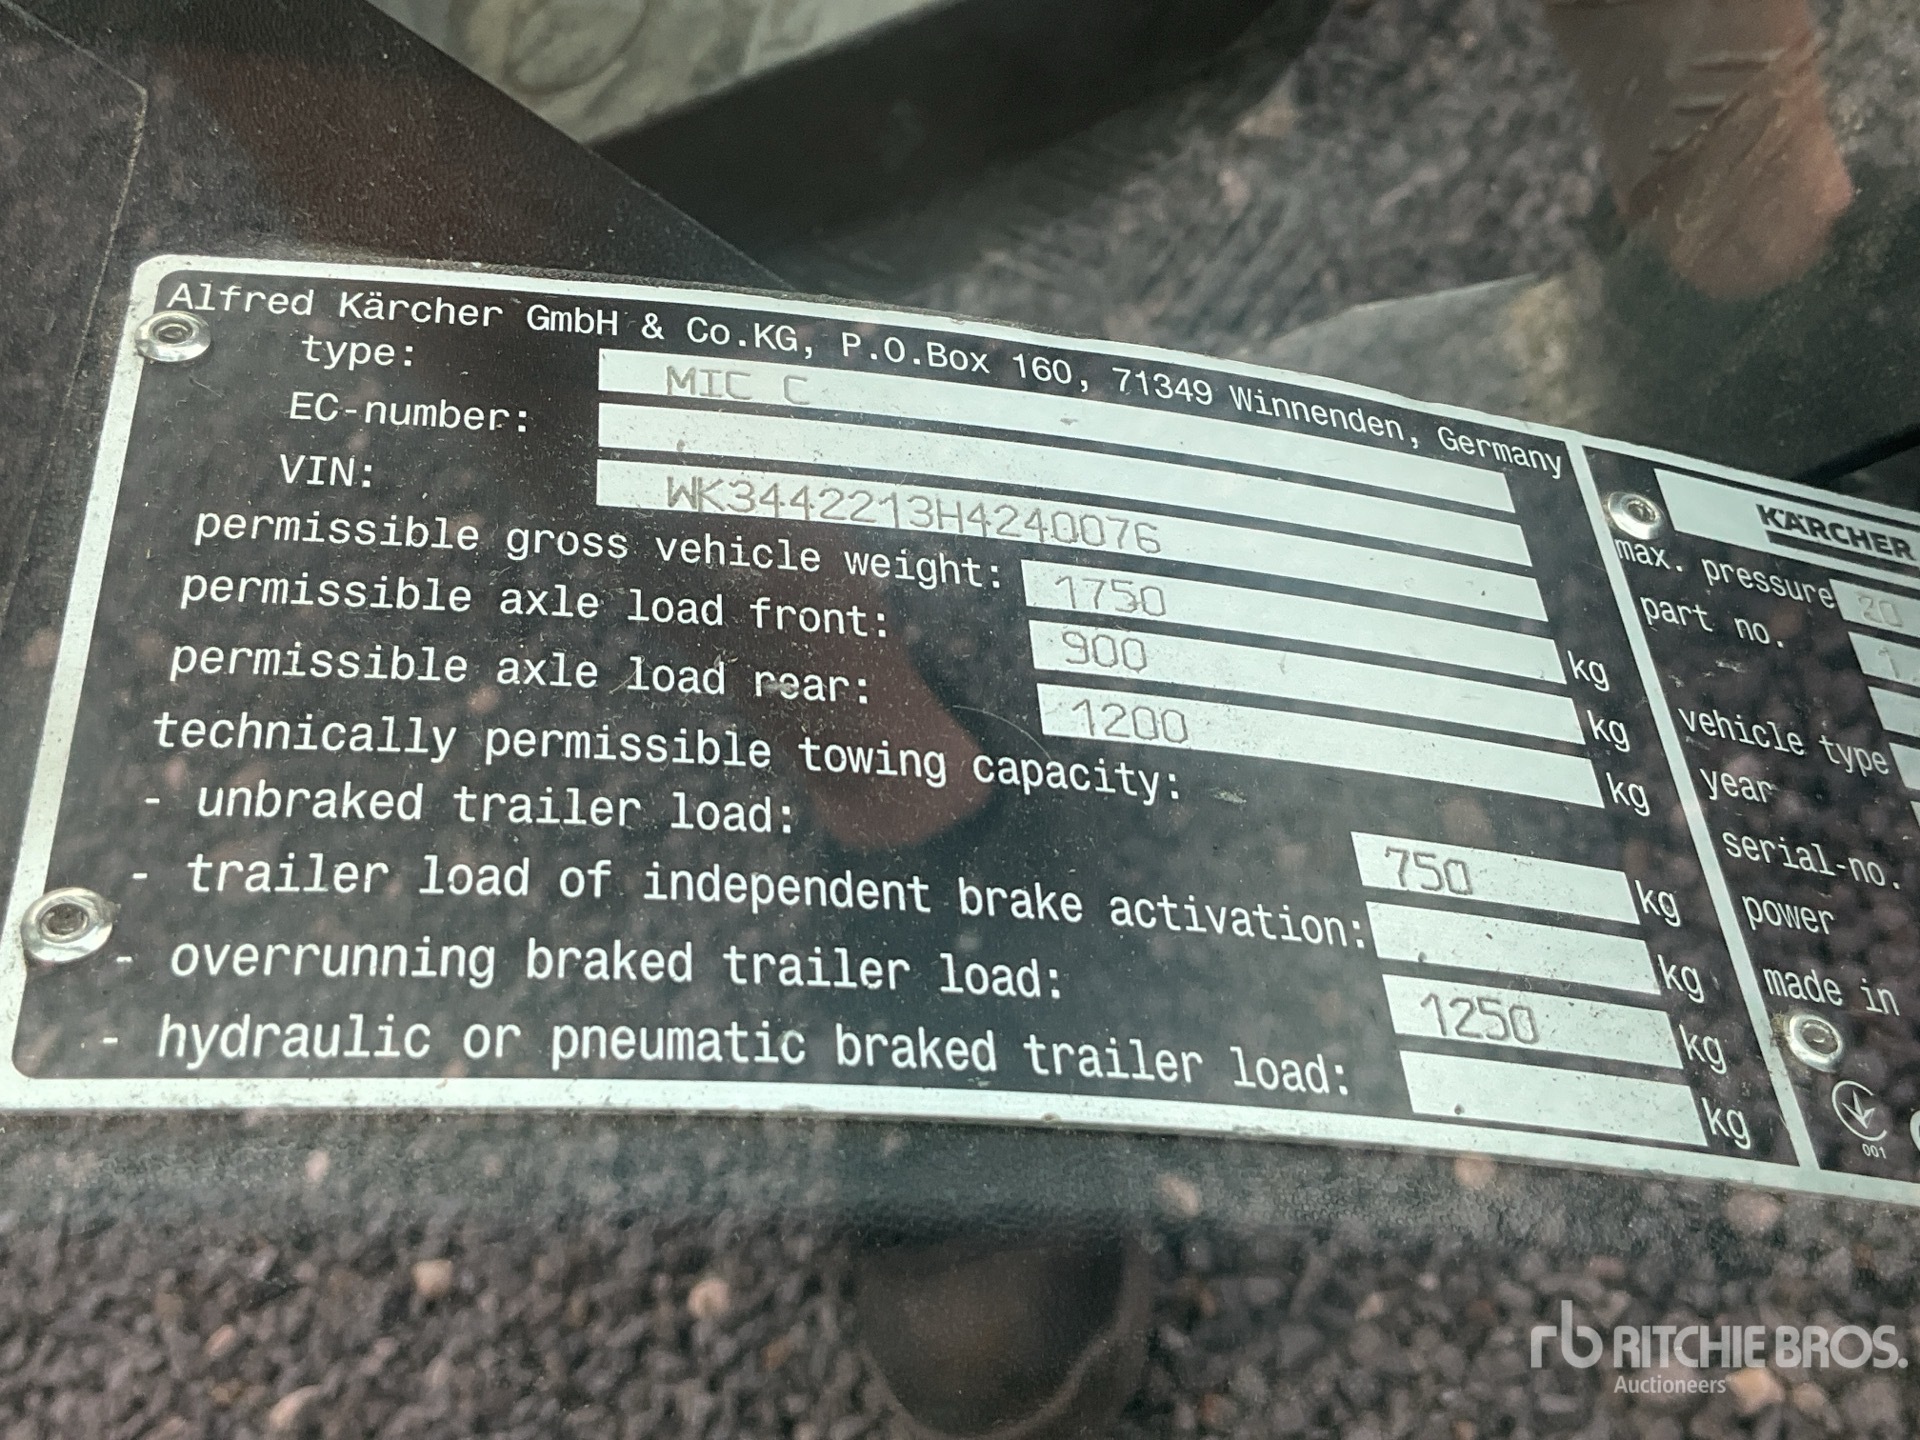 Alfred Kärcher GmbH & Co.KG, P.O.Box 160, 71349 Winnenden, Germany
type: MIC C
EC-number:
VIN: WK3442213H4240076
permissible gross vehicle weight: 1750 kg
permissible axle load front: 900 kg
permissible axle load rear: 1200 kg
technically permissible towing capacity:
- unbraked trailer load: 750 kg
- trailer load of independent brake activation: kg
- overrunning braked trailer load: 1250 kg
- hydraulic or pneumatic braked trailer load: kg
KÄRCHER
max. pressure 20
part no. 1.
vehicle type
year
serial-no.
power
made in
001
rb RITCHIE BROS.
Auctioneers